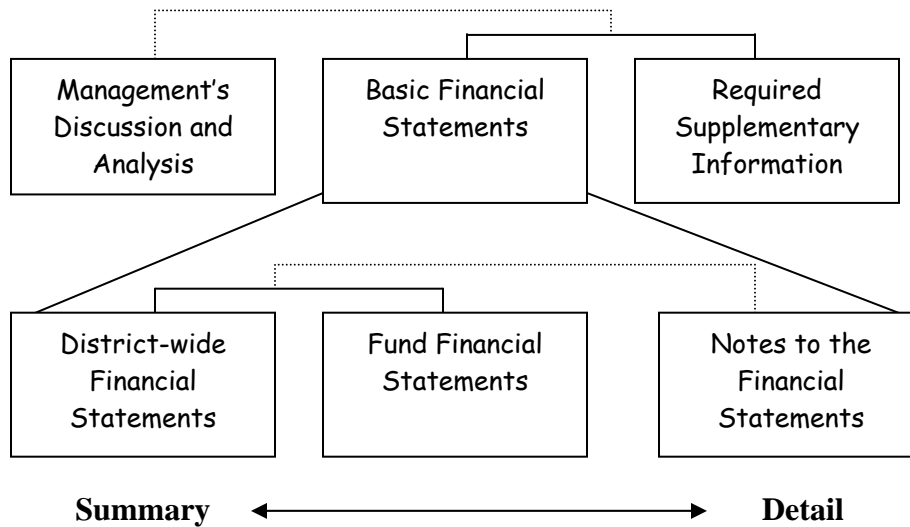 Management's
Discussion and
Analysis
Basic Financial
Statements
Required
Supplementary
Information
District-wide
Financial
Statements
Fund Financial
Statements
Notes to the
Financial
Statements
Summary
Detail